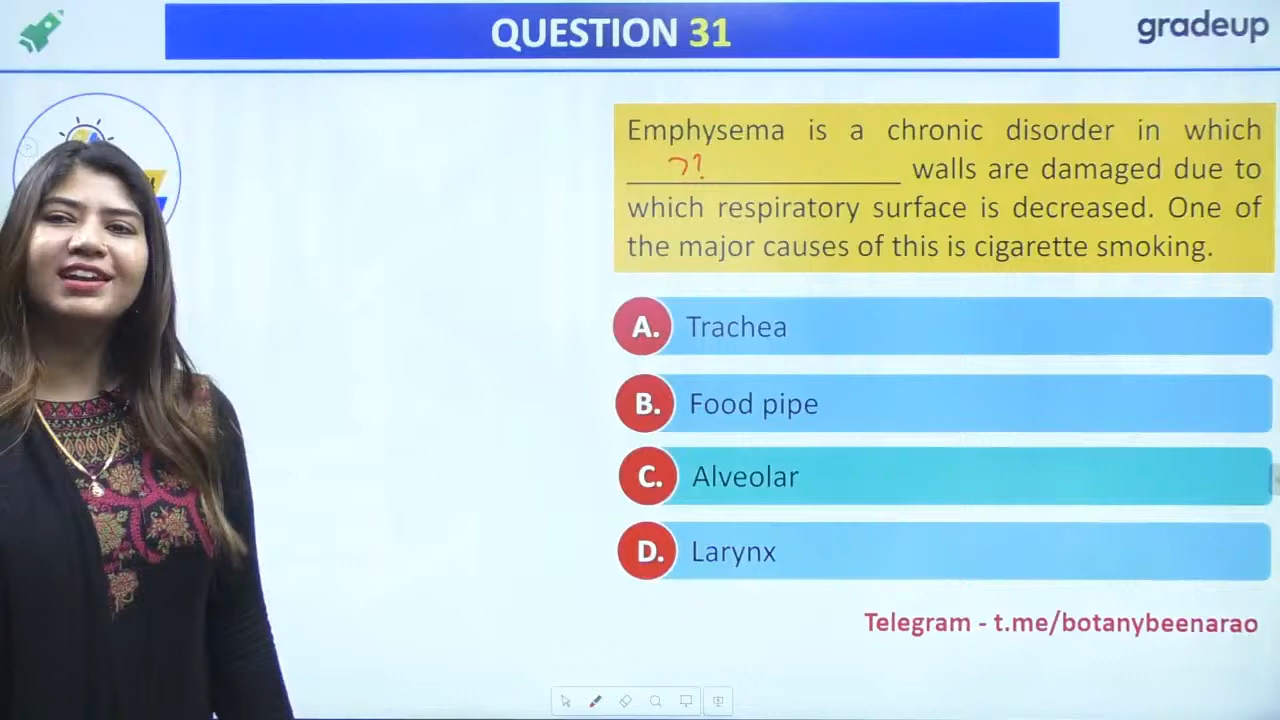 QUESTION 31
gradeup
Emphysema is a chronic disorder in which
_________ walls are damaged due to
which respiratory surface is decreased. One of
the major causes of this is cigarette smoking.
A. Trachea
B. Food pipe
C. Alveolar
D. Larynx
Telegram - t.me/botanybeenarao